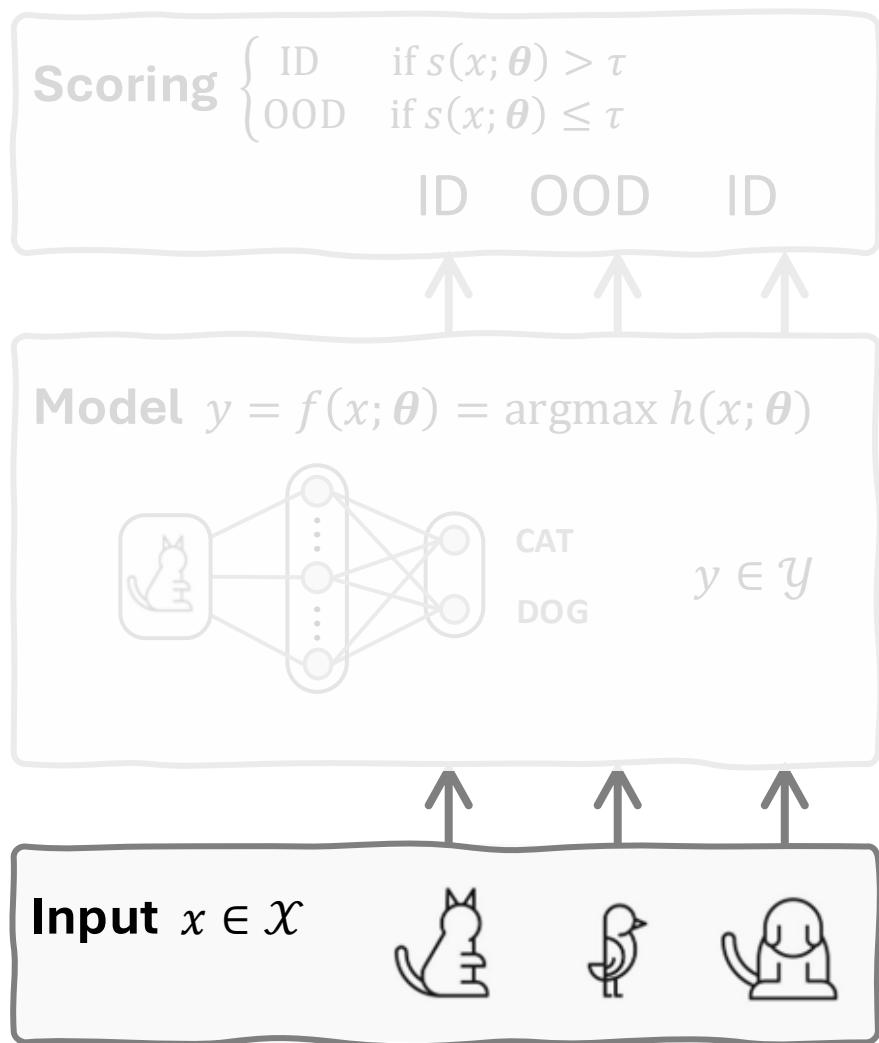 Scoring { ID if s(x; θ) > τ
OOD if s(x; θ) ≤ τ
ID OOD ID
Model y = f(x; θ) = argmax h(x; θ)
CAT
DOG
y ∈ 𝒴
Input x ∈ 𝒳